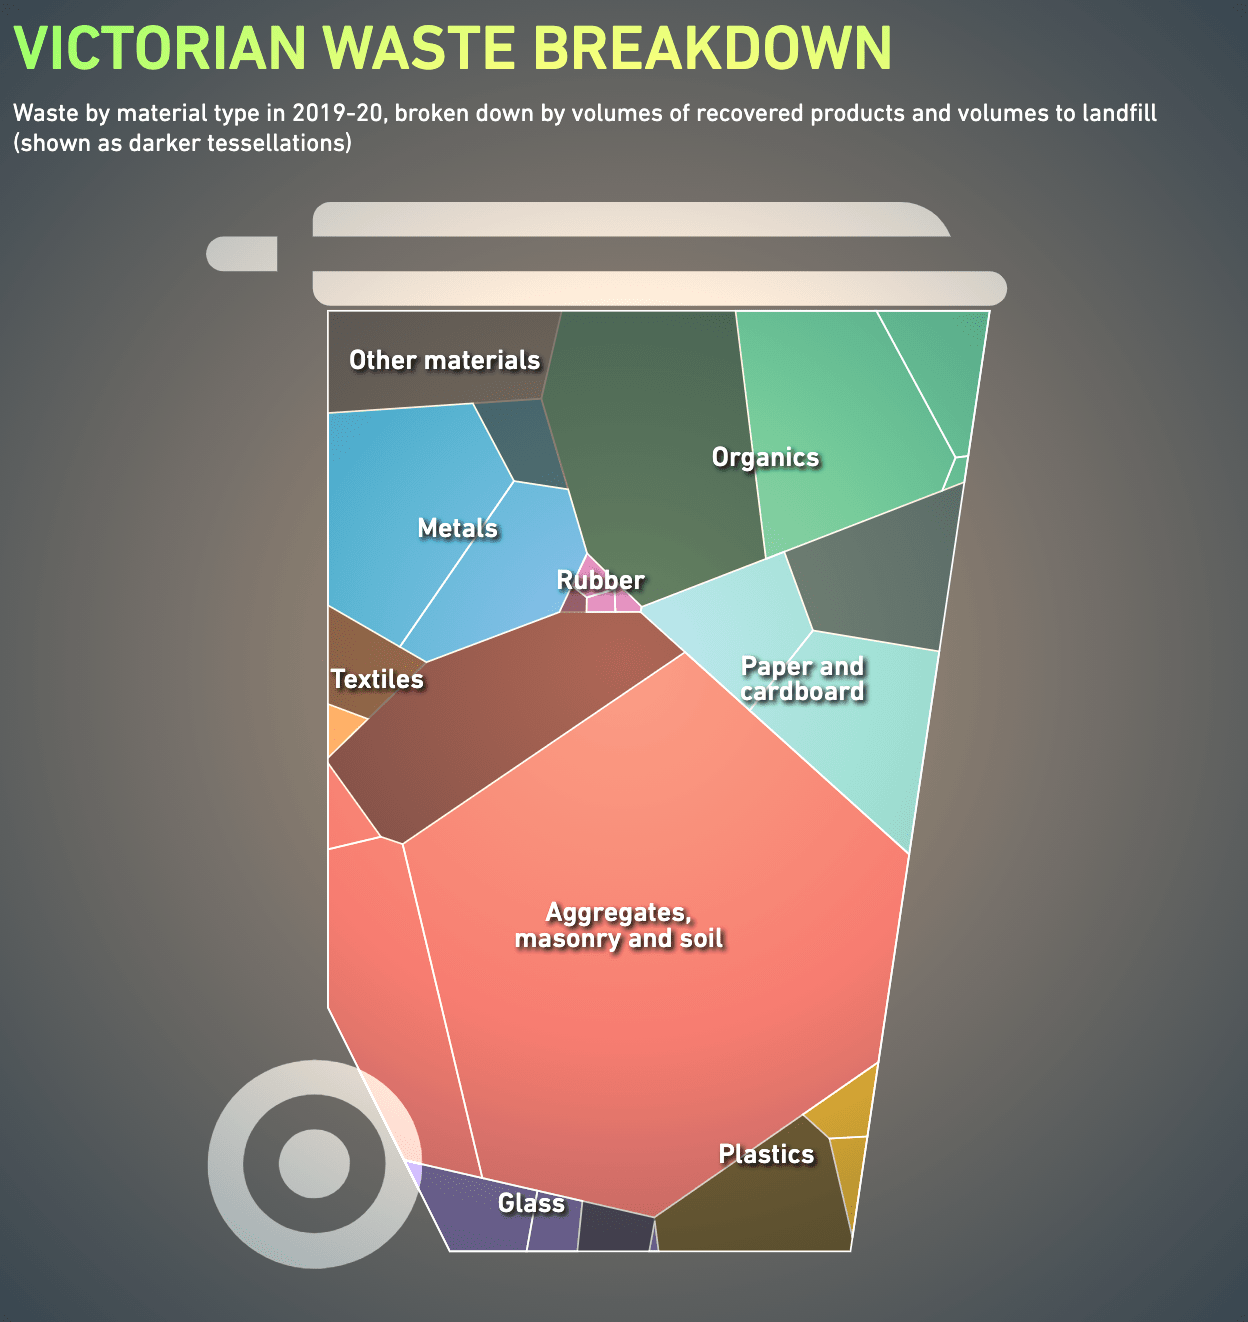 VICTORIAN WASTE BREAKDOWN
Waste by material type in 2019-20, broken down by volumes of recovered products and volumes to landfill
(shown as darker tessellations)
Other materials
Organics
Metals
Rubber
Textiles
Paper and
cardboard
Aggregates,
masonry and soil
Plastics
Glass